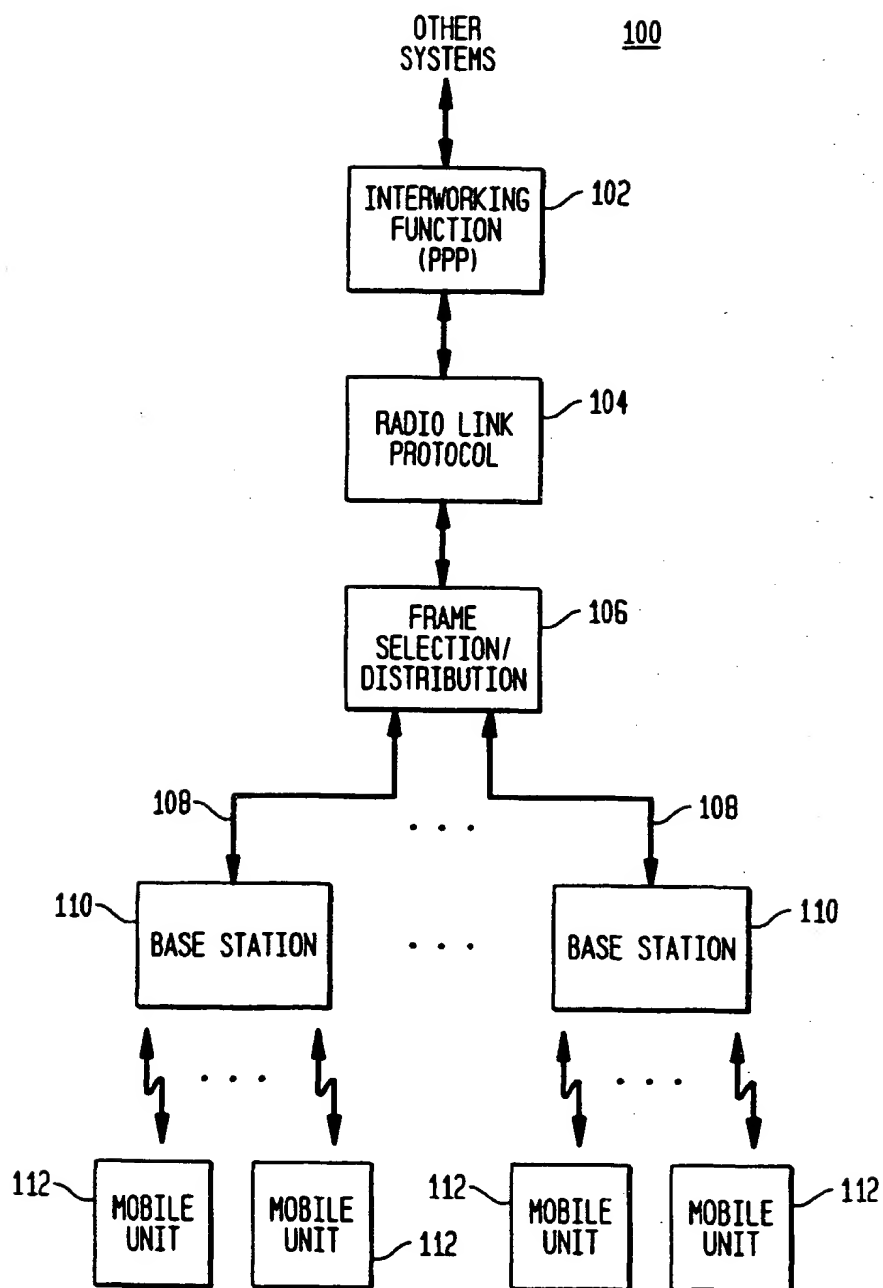 OTHER
SYSTEMS
100
INTERWORKING
FUNCTION
(PPP)
102
RADIO LINK
PROTOCOL
104
FRAME
SELECTION/
DISTRIBUTION
106
108
108
110
BASE STATION
BASE STATION
110
112
MOBILE
UNIT
MOBILE
UNIT
112
112
MOBILE
UNIT
MOBILE
UNIT
112